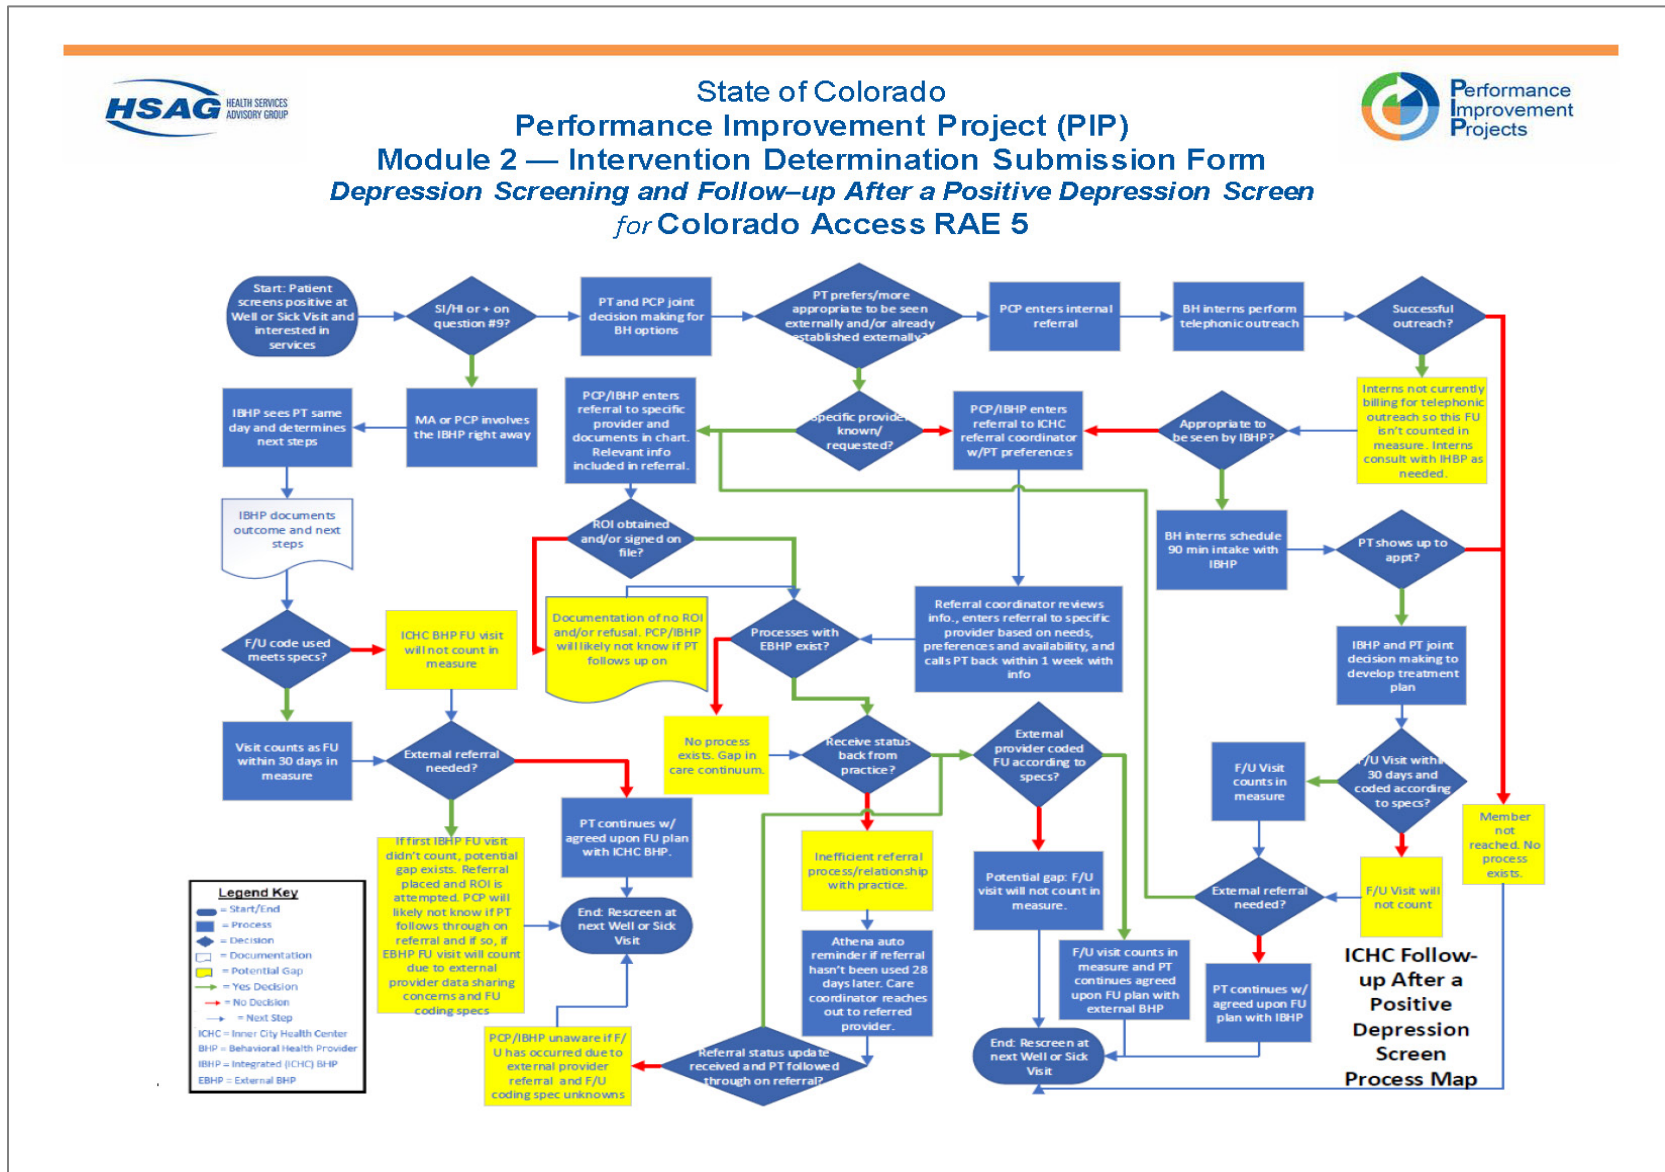 HSAG HEALTH SERVICES
ADVISORY GROUP
State of Colorado
Performance Improvement Project (PIP)
Module 2 — Intervention Determination Submission Form
Depression Screening and Follow–up After a Positive Depression Screen
for Colorado Access RAE 5
Performance
Improvement
Projects
Start: Patient
screens positive at
Well or Sick Visit and
interested in
services
SI/HI or + on
question #9?
PT and PCP joint
decision making for
BH options
PT prefers/more
appropriate to be seen
externally and/or already
established externally?
PCP enters internal
referral
BH interns perform
telephonic outreach
Successful
outreach?
IBHP sees PT same
day and determines
next steps
MA or PCP involves
the IBHP right away
PCP/IBHP enters
referral to specific
provider and
documents in chart.
Relevant info
included in referral.
Specific provider
known/
requested?
PCP/IBHP enters
referral to ICHC
referral coordinator
w/PT preferences
Appropriate to
be seen by IBHP?
Interns not currently
billing for telephonic
outreach so this FU
isn't counted in
measure. Interns
consult with IHBP as
needed.
IBHP documents
outcome and next
steps
ROI obtained
and/or signed on
file?
BH interns schedule
90 min intake with
IBHP
PT shows up to
appt?
F/U code used
meets specs?
ICHC BHP FU visit
will not count in
measure
Documentation of no ROI
and/or refusal. PCP/IBHP
will likely not know if PT
follows up on
Processes with
EBHP exist?
Referral coordinator reviews
info., enters referral to specific
provider based on needs,
preferences and availability, and
calls PT back within 1 week with
info
IBHP and PT joint
decision making to
develop treatment
plan
Visit counts as FU
within 30 days in
measure
External referral
needed?
No process
exists. Gap in
care continuum.
Receive status
back from
practice?
External
provider coded
FU according to
specs?
F/U Visit
counts in
measure
F/U Visit within
30 days and
coded according
to specs?
Member
not
reached. No
process
exists.
If first IBHP FU visit
didn't count, potential
gap exists. Referral
placed and ROI is
attempted. PCP will
likely not know if PT
follows through on
referral and if so, if
EBHP FU visit will count
due to external
provider data sharing
concerns and FU
coding specs
PT continues w/
agreed upon FU plan
with ICHC BHP.
Inefficient referral
process/relationship
with practice.
Potential gap: F/U
visit will not count in
measure.
External referral
needed?
F/U Visit will
not count
End: Rescreen at
next Well or Sick
Visit
Athena auto
reminder if referral
hasn't been used 28
days later. Care
coordinator reaches
out to referred
provider.
F/U visit counts in
measure and PT
continues agreed
upon FU plan with
external BHP
PT continues w/
agreed upon FU
plan with IBHP
PCP/IBHP unaware if F/
U has occurred due to
external provider
referral and F/U
coding spec unknowns
Referral status update
received and PT followed
through on referral?
End: Rescreen at
next Well or Sick
Visit
Legend Key
= Start/End
= Process
= Decision
= Documentation
= Potential Gap
= Yes Decision
= No Decision
= Next Step
ICHC = Inner City Health Center
BHP = Behavioral Health Provider
IBHP = Integrated (ICHC) BHP
EBHP = External BHP
ICHC Follow-
up After a
Positive
Depression
Screen
Process Map